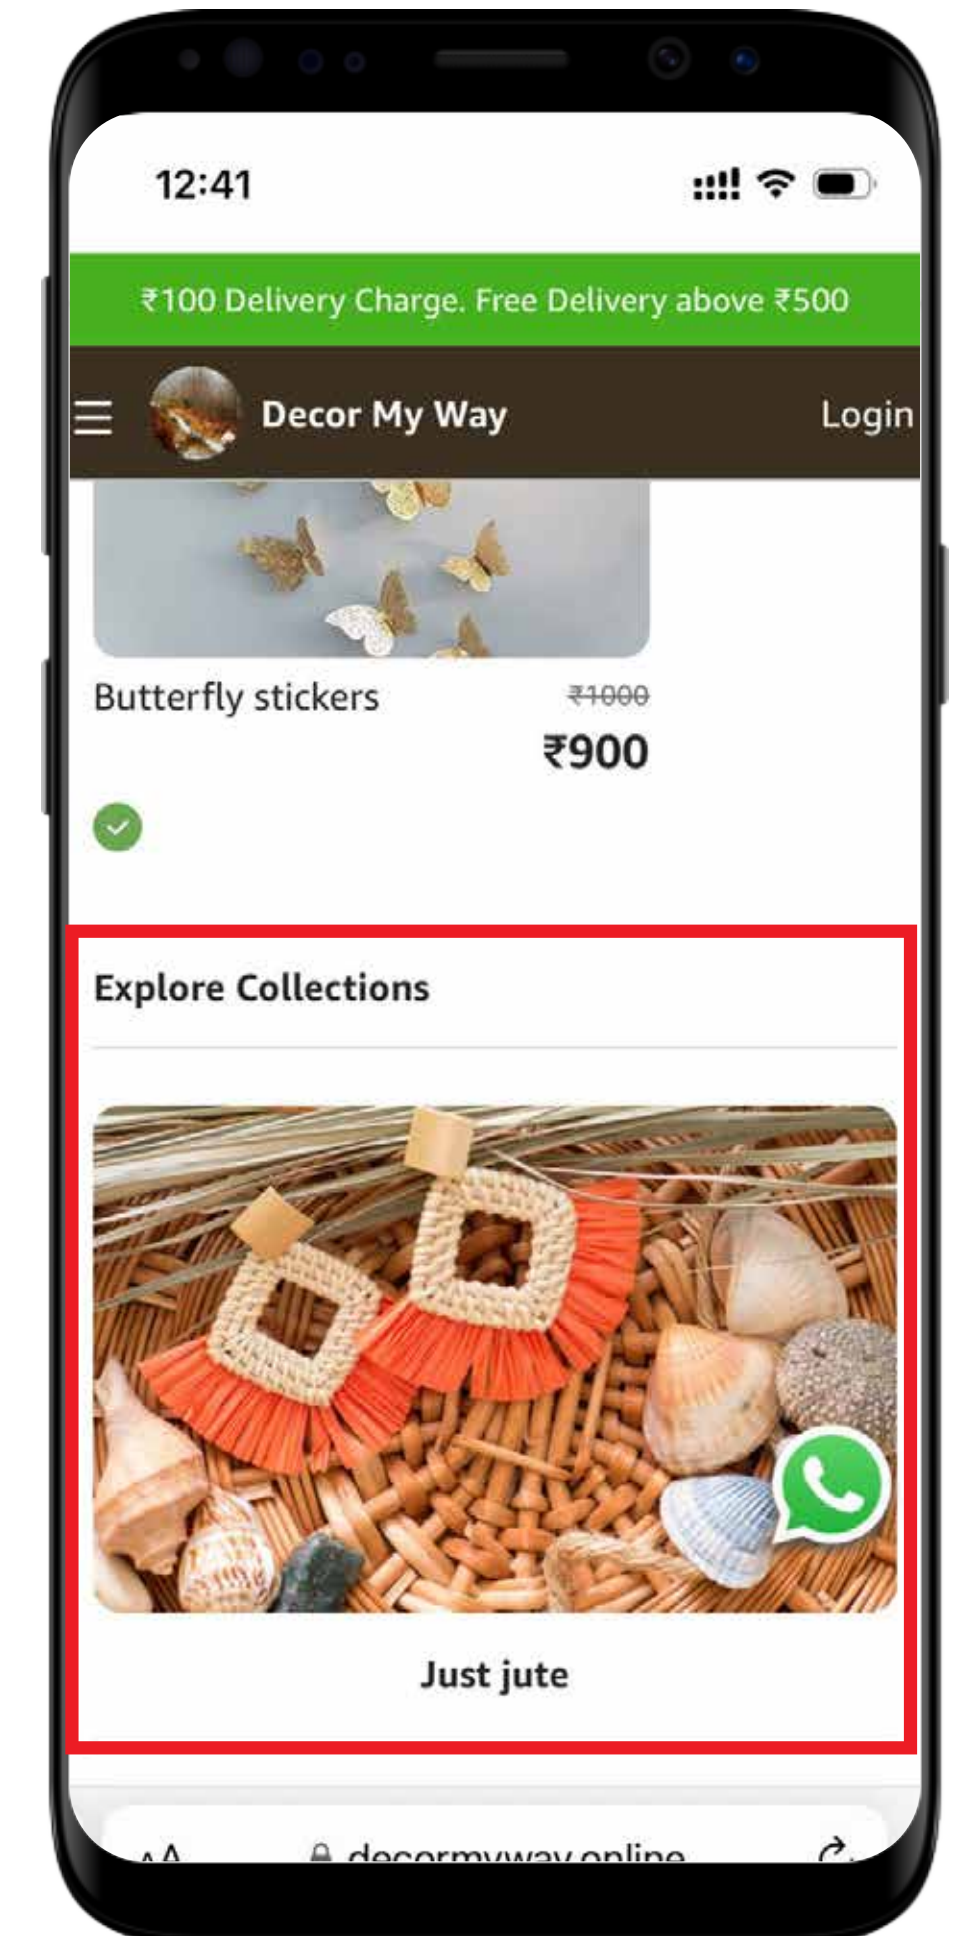 12:41
₹100 Delivery Charge. Free Delivery above ₹500
Decor My Way
Login
Butterfly stickers
₹1000
₹900
Explore Collections
Just jute
AA
decormyway.online